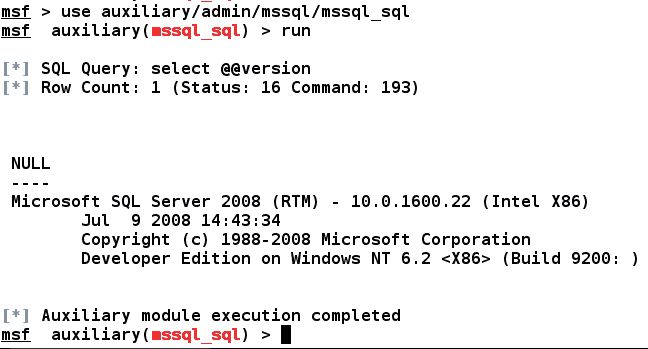 msf > use auxiliary/admin/mssql/mssql_sql
msf  auxiliary(mssql_sql) > run
[*] SQL Query: select @@version
[*] Row Count: 1 (Status: 16 Command: 193)
NULL
----
Microsoft SQL Server 2008 (RTM) - 10.0.1600.22 (Intel X86)
Jul  9 2008 14:43:34
Copyright (c) 1988-2008 Microsoft Corporation
Developer Edition on Windows NT 6.2 <X86> (Build 9200: )
[*] Auxiliary module execution completed
msf  auxiliary(mssql_sql) >